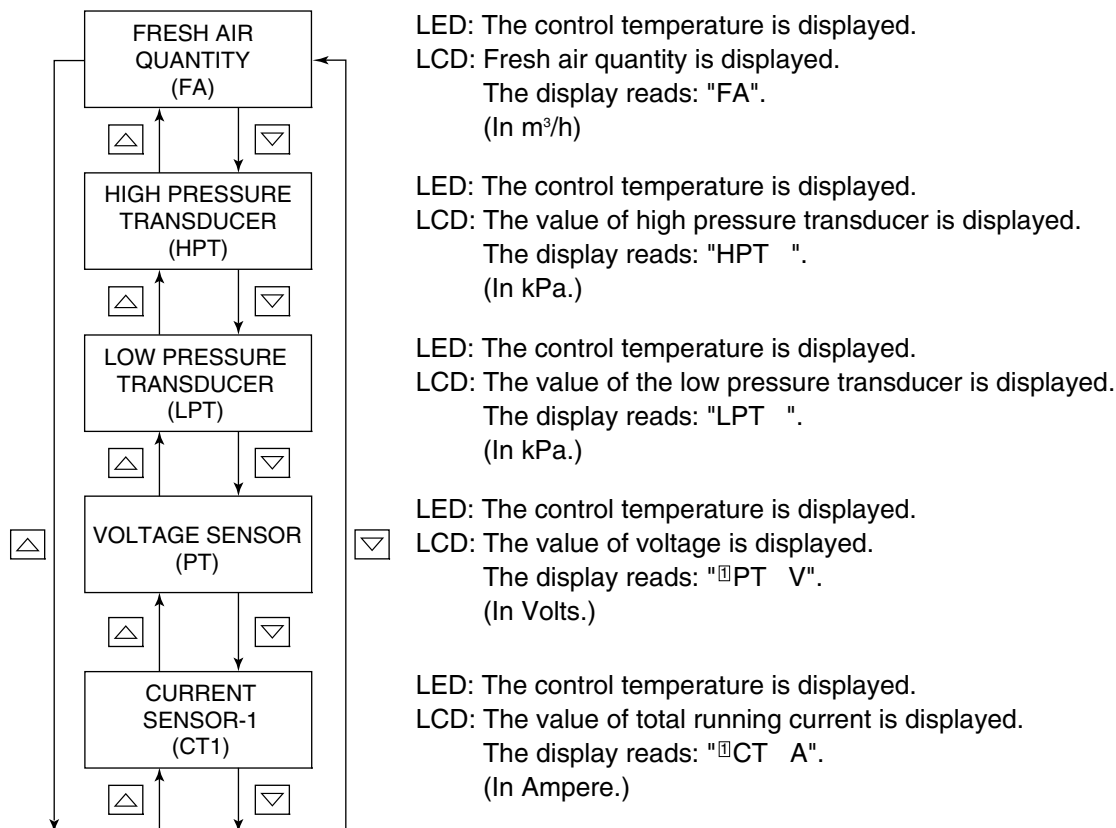 FRESH AIR
QUANTITY
(FA)
LED: The control temperature is displayed.
LCD: Fresh air quantity is displayed.
The display reads: "FA".
(In m³/h)
HIGH PRESSURE
TRANSDUCER
(HPT)
LED: The control temperature is displayed.
LCD: The value of high pressure transducer is displayed.
The display reads: "HPT   ".
(In kPa.)
LOW PRESSURE
TRANSDUCER
(LPT)
LED: The control temperature is displayed.
LCD: The value of the low pressure transducer is displayed.
The display reads: "LPT   ".
(In kPa.)
VOLTAGE SENSOR
(PT)
LED: The control temperature is displayed.
LCD: The value of voltage is displayed.
The display reads: "1PT   V".
(In Volts.)
CURRENT
SENSOR-1
(CT1)
LED: The control temperature is displayed.
LCD: The value of total running current is displayed.
The display reads: "1CT   A".
(In Ampere.)